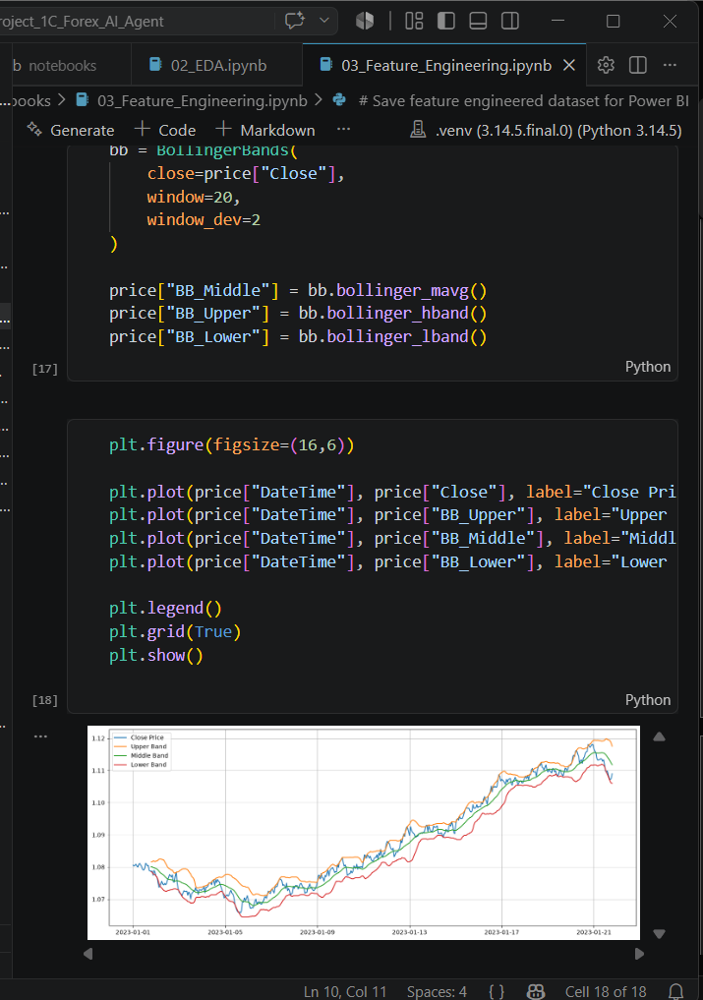 roject_1C_Forex_AI_Agent
b notebooks
02_EDA.ipynb
03_Feature_Engineering.ipynb
ooks > 03_Feature_Engineering.ipynb > # Save feature engineered dataset for Power BI
Generate + Code + Markdown ...
.venv (3.14.5.final.0) (Python 3.14.5)
bb = BollingerBands(
    close=price["Close"],
    window=20,
    window_dev=2
)
price["BB_Middle"] = bb.bollinger_mavg()
price["BB_Upper"] = bb.bollinger_hband()
price["BB_Lower"] = bb.bollinger_lband()
[17]
Python
plt.figure(figsize=(16,6))
plt.plot(price["DateTime"], price["Close"], label="Close Pri
plt.plot(price["DateTime"], price["BB_Upper"], label="Upper
plt.plot(price["DateTime"], price["BB_Middle"], label="Middl
plt.plot(price["DateTime"], price["BB_Lower"], label="Lower
plt.legend()
plt.grid(True)
plt.show()
[18]
Python
...
Close Price
Upper Band
Middle Band
Lower Band
1.12
1.11
1.10
1.09
1.08
1.07
2023-01-01 2023-01-05 2023-01-09 2023-01-13 2023-01-17 2023-01-21
Ln 10, Col 11 Spaces: 4 { } Cell 18 of 18